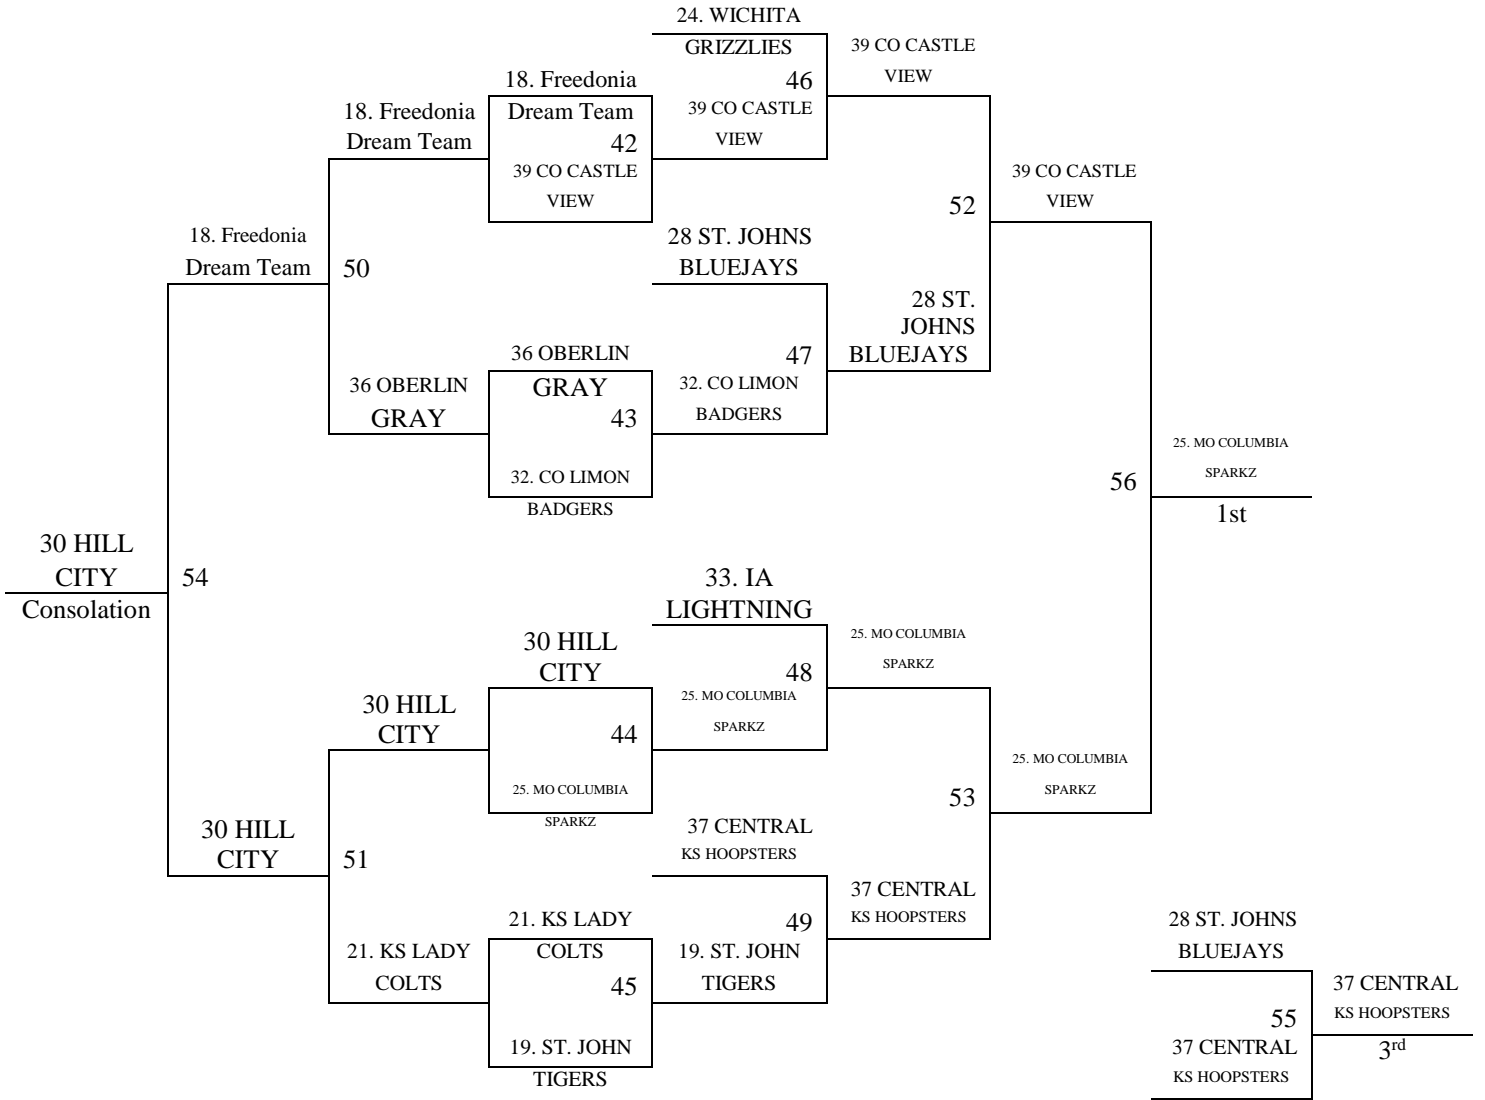 24. WICHITA
GRIZZLIES
46
39 CO CASTLE
VIEW
39 CO CASTLE
VIEW
18. Freedonia
Dream Team
42
39 CO CASTLE
VIEW
18. Freedonia
Dream Team
52
39 CO CASTLE
VIEW
18. Freedonia
Dream Team
50
28 ST. JOHNS
BLUEJAYS
28 ST.
JOHNS
BLUEJAYS
47
36 OBERLIN
GRAY
43
36 OBERLIN
GRAY
32. CO LIMON
BADGERS
32. CO LIMON
BADGERS
56
25. MO COLUMBIA
SPARKZ
1st
30 HILL
CITY
Consolation
54
33. IA
LIGHTNING
48
25. MO COLUMBIA
SPARKZ
30 HILL
CITY
25. MO COLUMBIA
SPARKZ
30 HILL
CITY
44
25. MO COLUMBIA
SPARKZ
53
25. MO COLUMBIA
SPARKZ
30 HILL
CITY
51
37 CENTRAL
KS HOOPSTERS
37 CENTRAL
KS HOOPSTERS
49
21. KS LADY
COLTS
45
21. KS LADY
COLTS
19. ST. JOHN
TIGERS
19. ST. JOHN
TIGERS
28 ST. JOHNS
BLUEJAYS
55
37 CENTRAL
KS HOOPSTERS
37 CENTRAL
KS HOOPSTERS
3rd